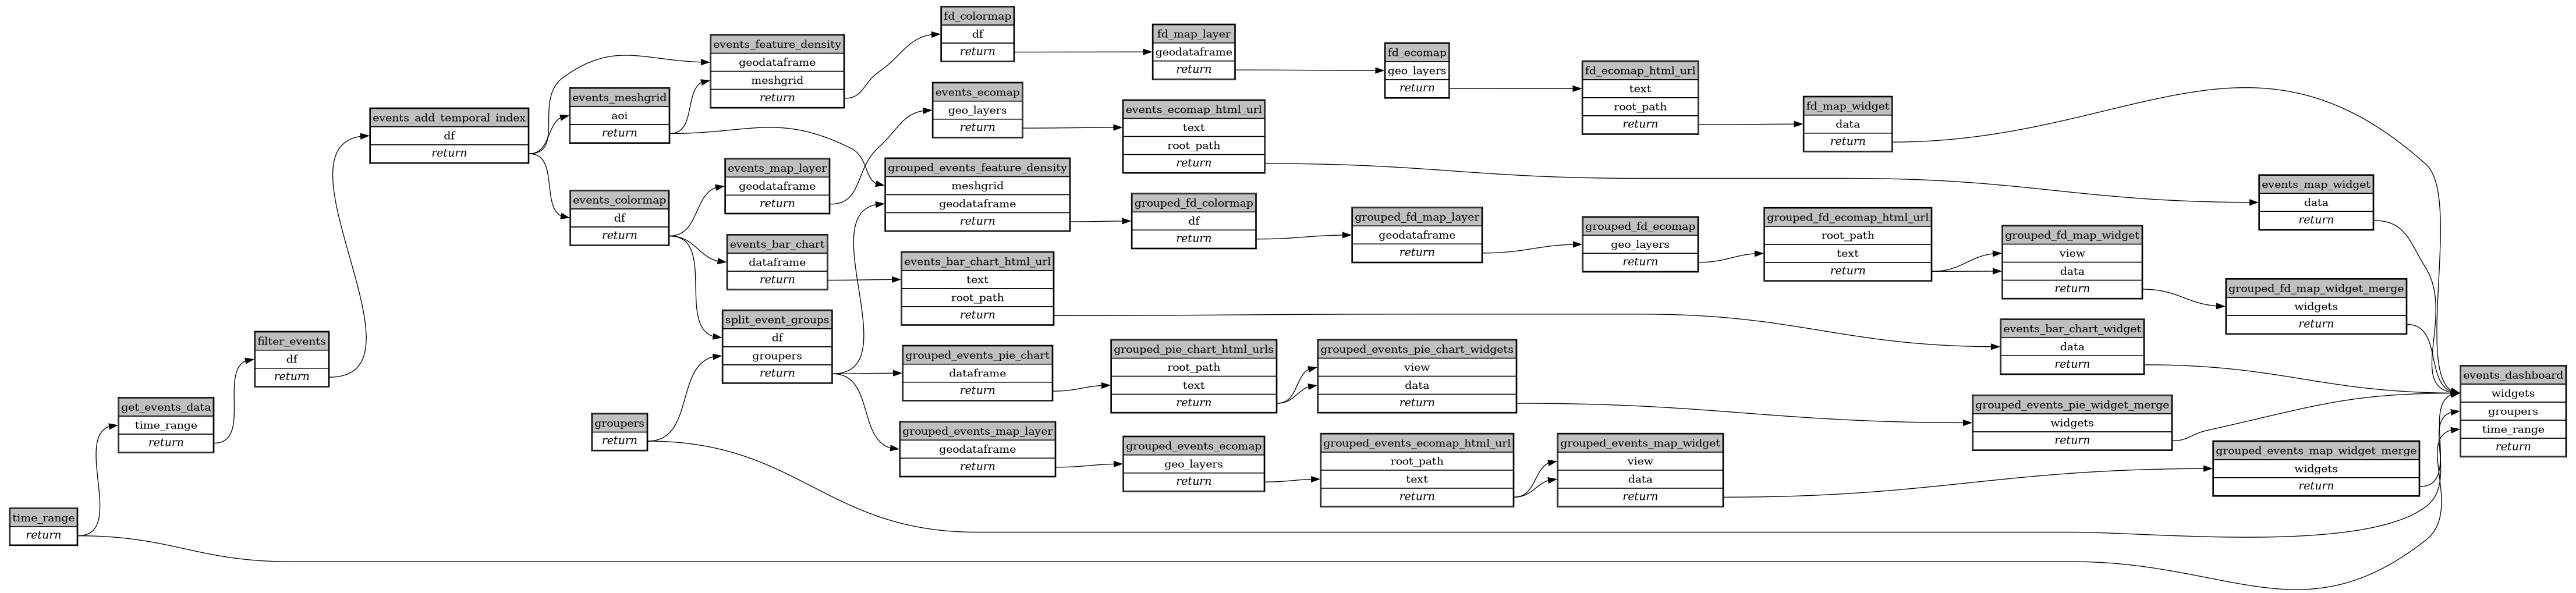 time_range
return
get_events_data
time_range
return
filter_events
df
return
events_add_temporal_index
df
return
events_meshgrid
aoi
return
events_colormap
df
return
groupers
return
events_feature_density
geodataframe
meshgrid
return
events_map_layer
geodataframe
return
events_bar_chart
dataframe
return
split_event_groups
df
groupers
return
fd_colormap
df
return
events_ecomap
geo_layers
return
grouped_events_feature_density
meshgrid
geodataframe
return
events_bar_chart_html_url
text
root_path
return
grouped_events_pie_chart
dataframe
return
grouped_events_map_layer
geodataframe
return
fd_map_layer
geodataframe
return
events_ecomap_html_url
text
root_path
return
grouped_fd_colormap
df
return
grouped_pie_chart_html_urls
root_path
text
return
grouped_events_ecomap
geo_layers
return
fd_ecomap
geo_layers
return
grouped_fd_map_layer
geodataframe
return
grouped_events_pie_chart_widgets
view
data
return
grouped_events_ecomap_html_url
root_path
text
return
fd_ecomap_html_url
text
root_path
return
grouped_fd_ecomap
geo_layers
return
grouped_events_map_widget
view
data
return
fd_map_widget
data
return
grouped_fd_ecomap_html_url
root_path
text
return
grouped_fd_map_widget
view
data
return
events_bar_chart_widget
data
return
grouped_events_pie_widget_merge
widgets
return
events_map_widget
data
return
grouped_fd_map_widget_merge
widgets
return
grouped_events_map_widget_merge
widgets
return
events_dashboard
widgets
groupers
time_range
return